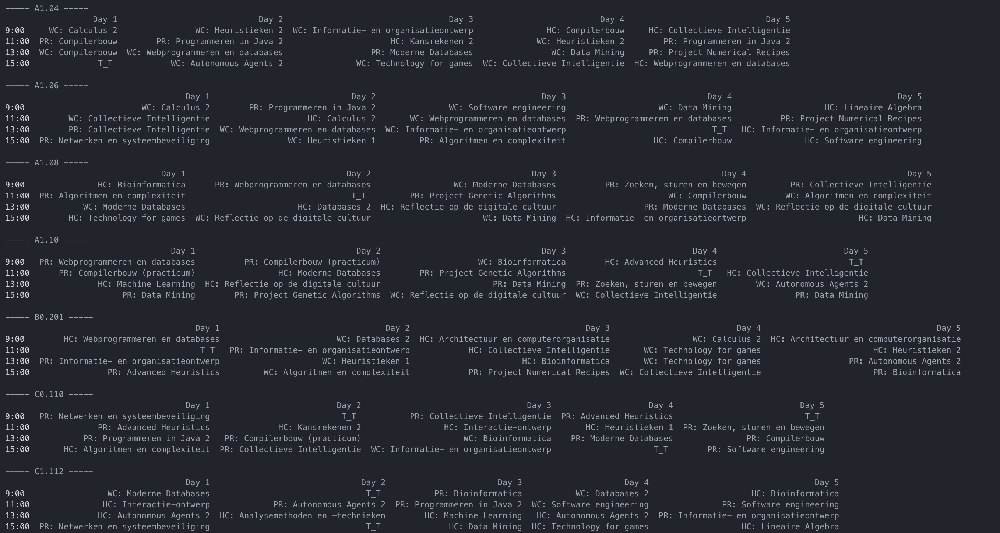 ----- A1.04 -----
Day 1 Day 2 Day 3 Day 4 Day 5
9:00 WC: Calculus 2 WC: Heuristieken 2 WC: Informatie- en organisatieontwerp HC: Compilerbouw HC: Collectieve Intelligentie
11:00 PR: Compilerbouw PR: Programmeren in Java 2 HC: Kansrekenen 2 WC: Heuristieken 2 PR: Programmeren in Java 2
13:00 WC: Compilerbouw WC: Webprogrammeren en databases PR: Moderne Databases WC: Data Mining PR: Project Numerical Recipes
15:00 T_T WC: Autonomous Agents 2 WC: Technology for games WC: Collectieve Intelligentie HC: Webprogrammeren en databases
----- A1.06 -----
Day 1 Day 2 Day 3 Day 4 Day 5
9:00 WC: Calculus 2 PR: Programmeren in Java 2 WC: Software engineering WC: Data Mining HC: Lineaire Algebra
11:00 WC: Collectieve Intelligentie HC: Calculus 2 WC: Webprogrammeren en databases PR: Webprogrammeren en databases PR: Project Numerical Recipes
13:00 PR: Collectieve Intelligentie WC: Webprogrammeren en databases WC: Informatie- en organisatieontwerp T_T HC: Informatie- en organisatieontwerp
15:00 PR: Netwerken en systeembeveiliging WC: Heuristieken 1 PR: Algoritmen en complexiteit HC: Compilerbouw HC: Software engineering
----- A1.08 -----
Day 1 Day 2 Day 3 Day 4 Day 5
9:00 HC: Bioinformatica PR: Webprogrammeren en databases WC: Moderne Databases PR: Zoeken, sturen en bewegen PR: Collectieve Intelligentie
11:00 PR: Algoritmen en complexiteit T_T PR: Project Genetic Algorithms WC: Compilerbouw WC: Algoritmen en complexiteit
13:00 WC: Moderne Databases HC: Databases 2 HC: Reflectie op de digitale cultuur PR: Moderne Databases WC: Reflectie op de digitale cultuur
15:00 HC: Technology for games WC: Reflectie op de digitale cultuur WC: Data Mining HC: Informatie- en organisatieontwerp HC: Data Mining
----- A1.10 -----
Day 1 Day 2 Day 3 Day 4 Day 5
9:00 PR: Webprogrammeren en databases PR: Compilerbouw (practicum) WC: Bioinformatica HC: Advanced Heuristics T_T
11:00 PR: Compilerbouw (practicum) HC: Moderne Databases PR: Project Genetic Algorithms T_T HC: Collectieve Intelligentie
13:00 HC: Machine Learning HC: Reflectie op de digitale cultuur PR: Data Mining PR: Zoeken, sturen en bewegen WC: Autonomous Agents 2
15:00 PR: Data Mining PR: Project Genetic Algorithms WC: Reflectie op de digitale cultuur WC: Collectieve Intelligentie PR: Data Mining
----- B0.201 -----
Day 1 Day 2 Day 3 Day 4 Day 5
9:00 HC: Webprogrammeren en databases WC: Databases 2 HC: Architectuur en computerorganisatie WC: Calculus 2 HC: Architectuur en computerorganisatie
11:00 T_T PR: Informatie- en organisatieontwerp HC: Collectieve Intelligentie WC: Technology for games HC: Heuristieken 2
13:00 PR: Informatie- en organisatieontwerp WC: Heuristieken 1 HC: Bioinformatica WC: Technology for games PR: Autonomous Agents 2
15:00 PR: Advanced Heuristics WC: Algoritmen en complexiteit PR: Project Numerical Recipes WC: Collectieve Intelligentie PR: Bioinformatica
----- C0.110 -----
Day 1 Day 2 Day 3 Day 4 Day 5
9:00 PR: Netwerken en systeembeveiliging T_T PR: Collectieve Intelligentie PR: Advanced Heuristics T_T
11:00 PR: Advanced Heuristics HC: Kansrekenen 2 HC: Interactie-ontwerp HC: Heuristieken 1 PR: Zoeken, sturen en bewegen
13:00 PR: Programmeren in Java 2 PR: Compilerbouw (practicum) WC: Bioinformatica PR: Moderne Databases PR: Compilerbouw
15:00 HC: Algoritmen en complexiteit PR: Collectieve Intelligentie WC: Informatie- en organisatieontwerp T_T PR: Software engineering
----- C1.112 -----
Day 1 Day 2 Day 3 Day 4 Day 5
9:00 WC: Moderne Databases T_T PR: Bioinformatica WC: Databases 2 HC: Bioinformatica
11:00 HC: Interactie-ontwerp PR: Autonomous Agents 2 PR: Programmeren in Java 2 WC: Software engineering PR: Software engineering
13:00 HC: Autonomous Agents 2 HC: Analysemethoden en -technieken HC: Machine Learning HC: Autonomous Agents 2 PR: Informatie- en organisatieontwerp
15:00 PR: Netwerken en systeembeveiliging T_T HC: Data Mining HC: Technology for games HC: Lineaire Algebra